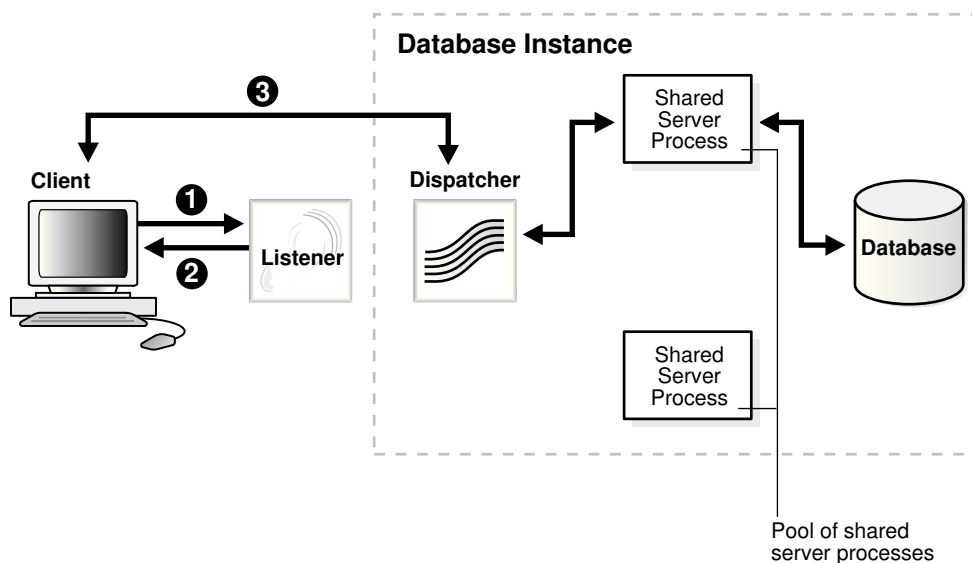 Database Instance
3
Shared
Server
Process
Client
Dispatcher
1
Listener
2
Database
Shared
Server
Process
Pool of shared
server processes